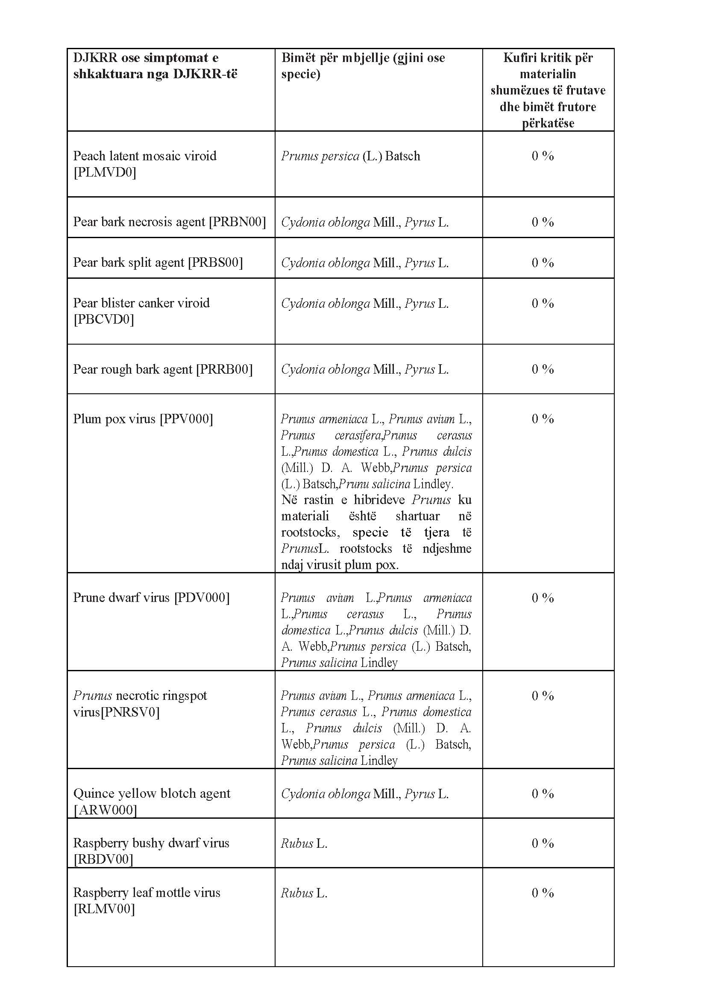 DJKRR ose simptomat e
shkaktuara nga DJKRR-të
Bimët për mbjellje (gjini ose
specie)
Kufiri kritik për
materialin
shumëzues të frutave
dhe bimët frutore
përkatëse
Peach latent mosaic viroid
[PLMVD0]
Prunus persica (L.) Batsch
0 %
Pear bark necrosis agent [PRBN00]
Cydonia oblonga Mill., Pyrus L.
0 %
Pear bark split agent [PRBS00]
Cydonia oblonga Mill., Pyrus L.
0 %
Pear blister canker viroid
[PBCVD0]
Cydonia oblonga Mill., Pyrus L.
0 %
Pear rough bark agent [PRRB00]
Cydonia oblonga Mill., Pyrus L.
0 %
Plum pox virus [PPV000]
Prunus armeniaca L., Prunus avium L.,
Prunus cerasifera,Prunus cerasus
L.,Prunus domestica L., Prunus dulcis
(Mill.) D. A. Webb,Prunus persica
(L.) Batsch,Prunu salicina Lindley.
Në rastin e hibrideve Prunus ku
materiali është shartuar në
rootstocks, specie të tjera të
PrunusL. rootstocks të ndjeshme
ndaj virusit plum pox.
0 %
Prune dwarf virus [PDV000]
Prunus avium L.,Prunus armeniaca
L.,Prunus cerasus L., Prunus
domestica L.,Prunus dulcis (Mill.) D.
A. Webb,Prunus persica (L.) Batsch,
Prunus salicina Lindley
0 %
Prunus necrotic ringspot
virus[PNRSV0]
Prunus avium L., Prunus armeniaca L.,
Prunus cerasus L., Prunus domestica
L., Prunus dulcis (Mill.) D. A.
Webb,Prunus persica (L.) Batsch,
Prunus salicina Lindley
0 %
Quince yellow blotch agent
[ARW000]
Cydonia oblonga Mill., Pyrus L.
0 %
Raspberry bushy dwarf virus
[RBDV00]
Rubus L.
0 %
Raspberry leaf mottle virus
[RLMV00]
Rubus L.
0 %